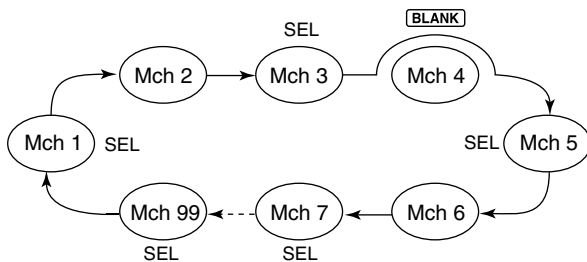 BLANK
SEL
Mch 2 Mch 3 Mch 4
Mch 1 SEL SEL Mch 5
Mch 99 Mch 7 Mch 6
SEL SEL